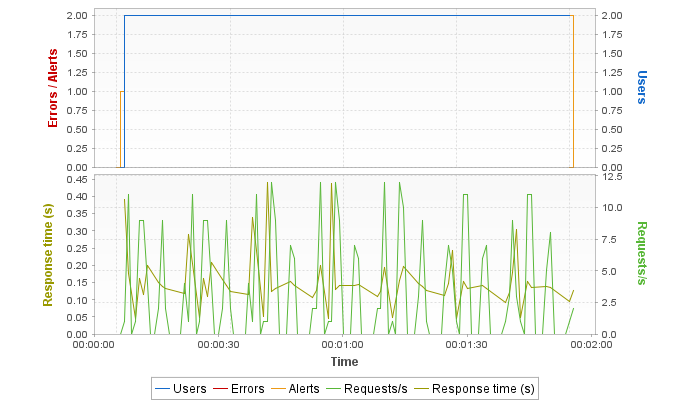 2.00 2.00
1.75 1.75
1.50 1.50
1.25 1.25
1.00 1.00
0.75 0.75
0.50 0.50
0.25 0.25
0.00 0.00
Errors / Alerts
Users
0.45 12.5
0.40
0.35 10.0
0.30
0.25 7.5
0.20
0.15 5.0
0.10 2.5
0.05
0.00 0.0
Response time (s)
Requests/s
00:00:00 00:00:30 00:01:00 00:01:30 00:02:00
Time
Users Errors Alerts Requests/s Response time (s)